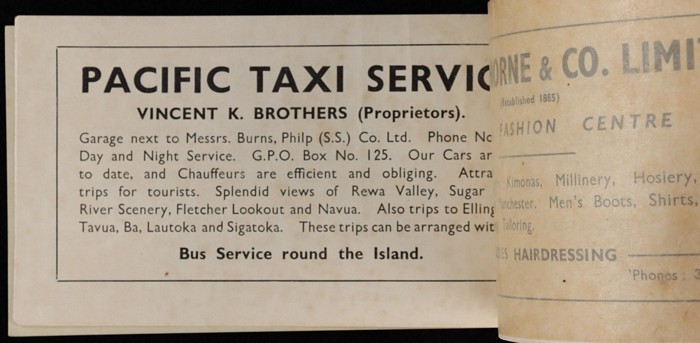 PACIFIC TAXI SERVIC
VINCENT K. BROTHERS (Proprietors).
Garage next to Messrs. Burns, Philp (S.S.) Co. Ltd. Phone No
Day and Night Service. G.P.O. Box No. 125. Our Cars ar
to date, and Chauffeurs are efficient and obliging. Attra
trips for tourists. Splendid views of Rewa Valley, Sugar
River Scenery, Fletcher Lookout and Navua. Also trips to Elling
Tavua, Ba, Lautoka and Sigatoka. These trips can be arranged wit
Bus Service round the Island.
ORNE & CO. LIMI
(Established 1885)
FASHION CENTRE
Kimonas, Millinery, Hosiery,
anchester. Men's Boots, Shirts,
Tailoring.
ES HAIRDRESSING
'Phones : 3